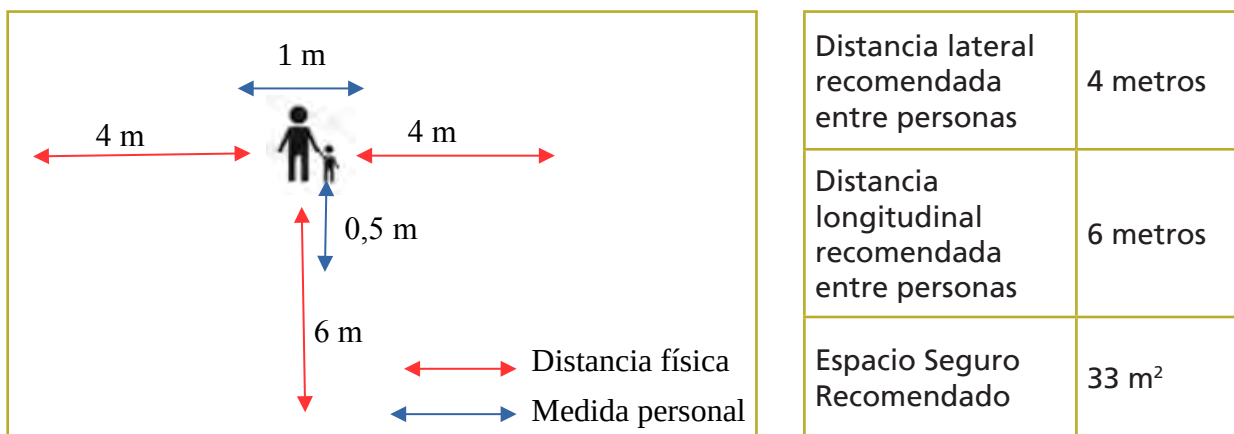 1 m
4 m
4 m
0,5 m
6 m
Distancia física
Medida personal
Distancia lateral
recomendada
entre personas
4 metros
Distancia
longitudinal
recomendada
entre personas
6 metros
Espacio Seguro
Recomendado
33 m²